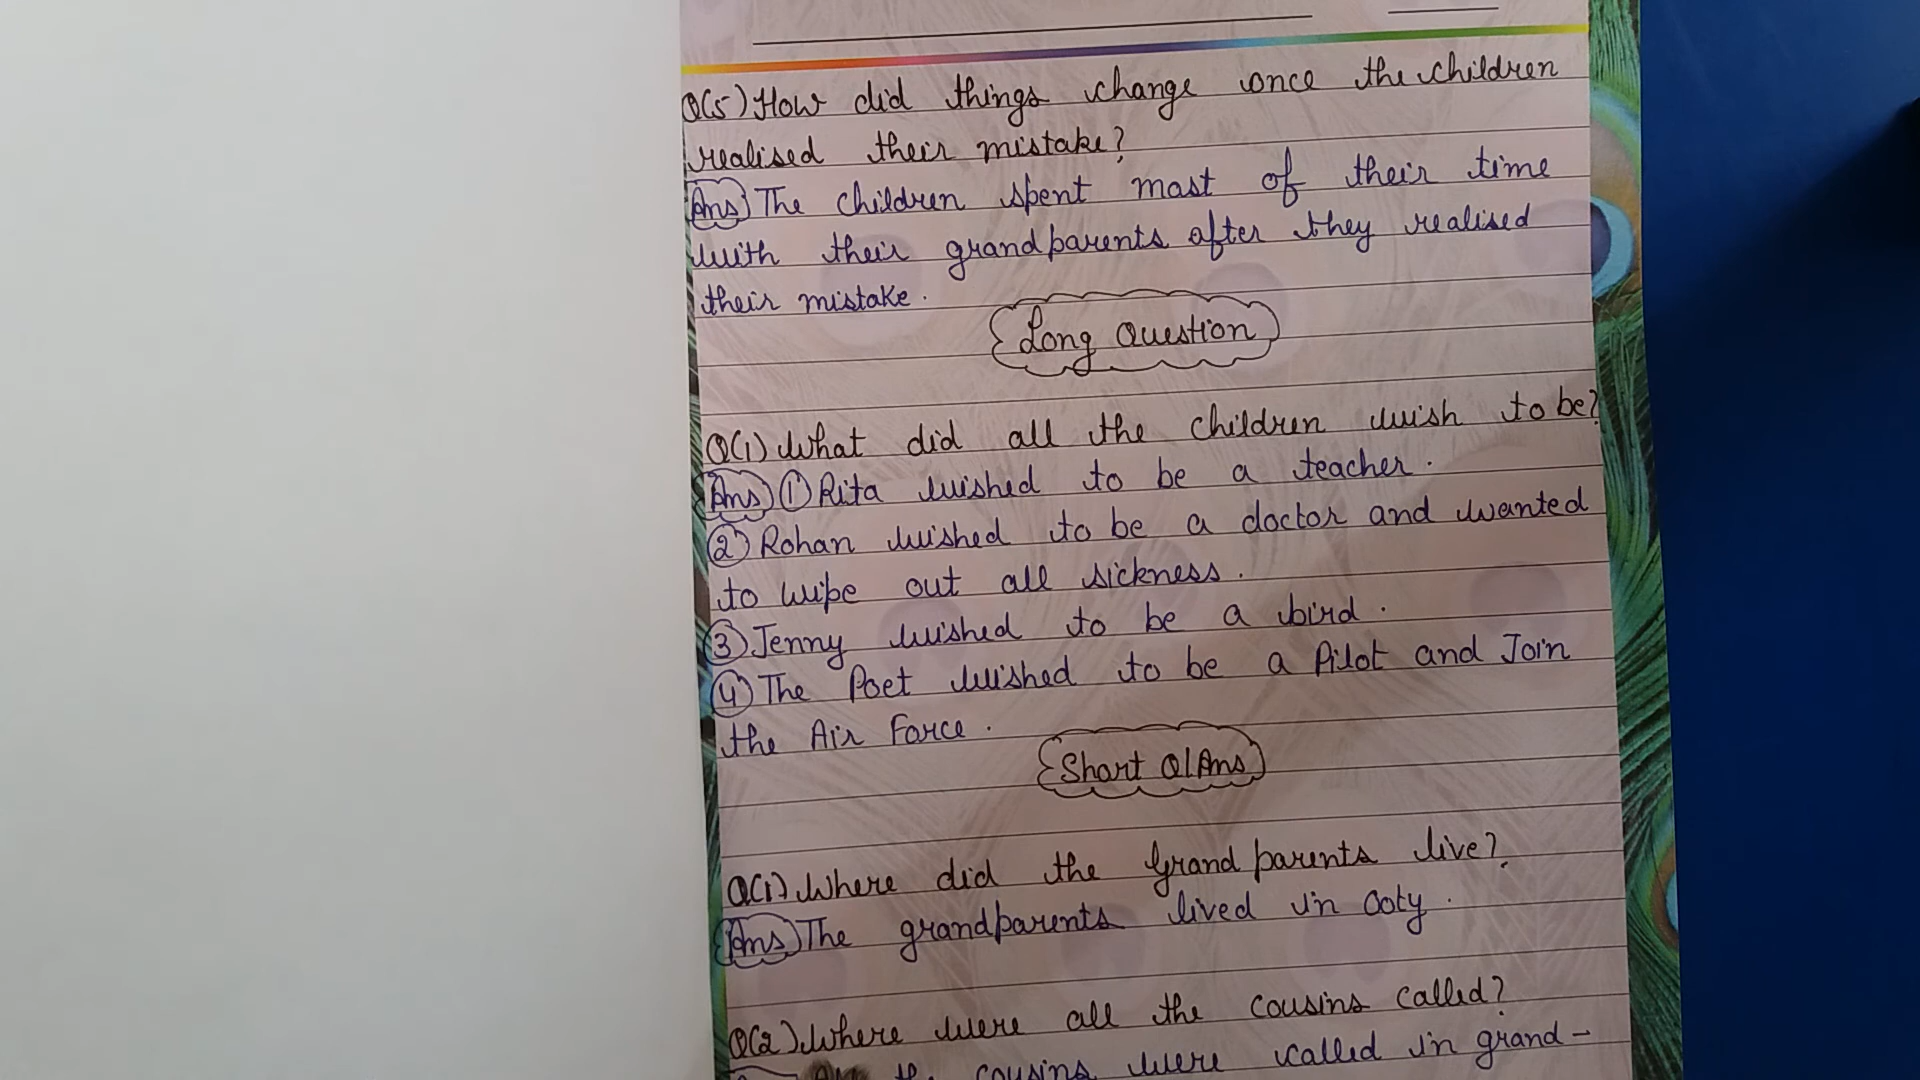 Q(5) How did things change once the children
realised their mistake?
Ans) The children spent mast of their time
with their grandparents after they realised
their mistake.
Long Question
Q(1) What did all the children wish to be?
Ans) ① Rita wished to be a teacher.
② Rohan wished to be a doctor and wanted
to wipe out all sickness.
③ Jenny wished to be a bird.
④ The Poet wished to be a Pilot and Join
the Air Force.
Short Q/Ans
Q(1). Where did the Grandparents live?
Ans) The grandparents lived in Ooty.
Q(2). Where were all the cousins called?
cousins were called in grand-